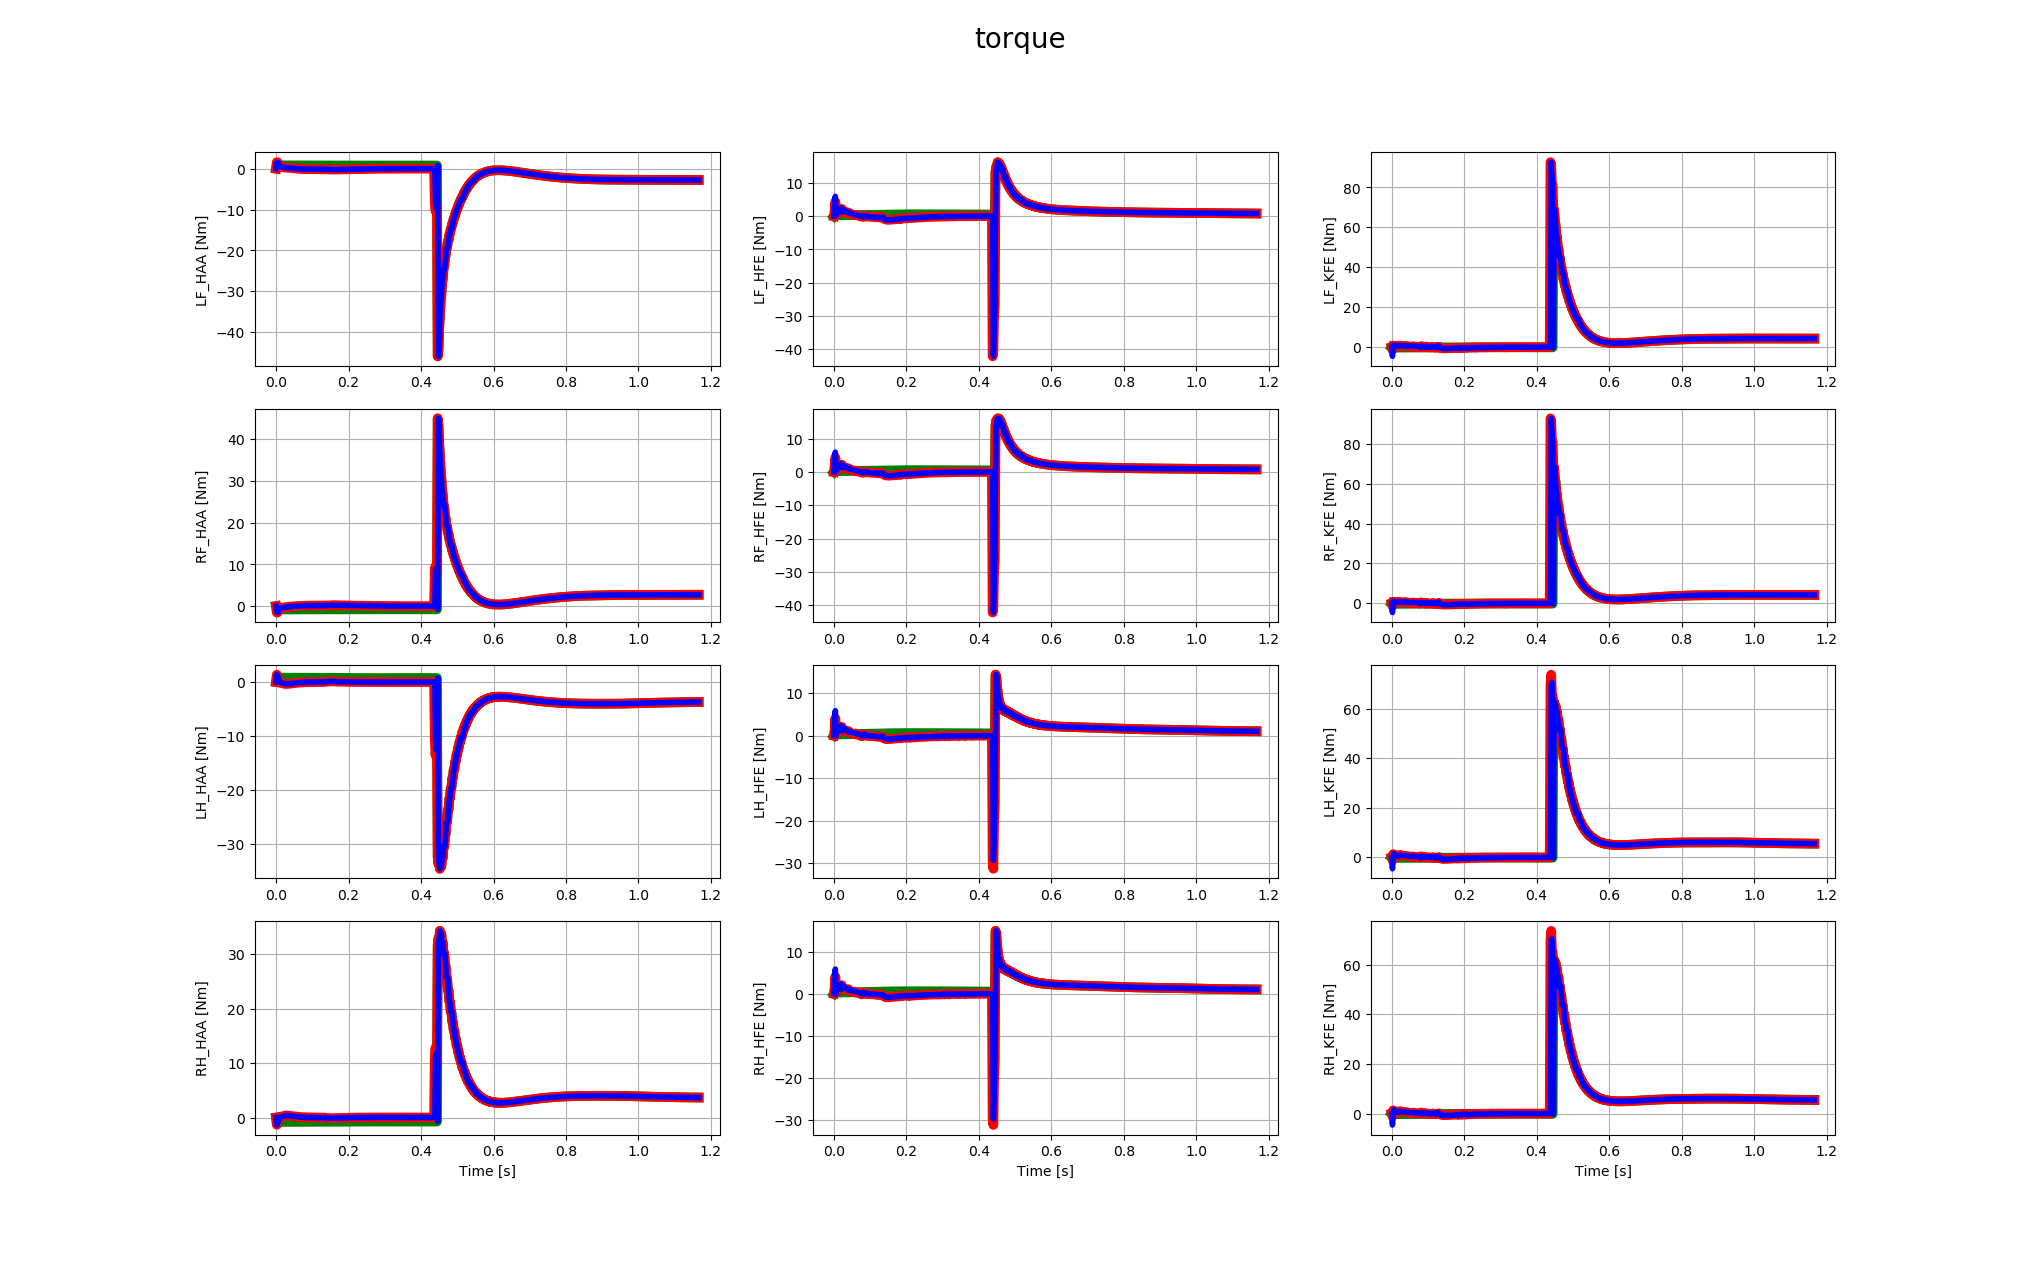 torque
LF_HAA [Nm]
0
−10
−20
−30
−40
0.0 0.2 0.4 0.6 0.8 1.0 1.2
LF_HFE [Nm]
10
0
−10
−20
−30
−40
0.0 0.2 0.4 0.6 0.8 1.0 1.2
LF_KFE [Nm]
80
60
40
20
0
0.0 0.2 0.4 0.6 0.8 1.0 1.2
RF_HAA [Nm]
40
30
20
10
0
0.0 0.2 0.4 0.6 0.8 1.0 1.2
RF_HFE [Nm]
10
0
−10
−20
−30
−40
0.0 0.2 0.4 0.6 0.8 1.0 1.2
RF_KFE [Nm]
80
60
40
20
0
0.0 0.2 0.4 0.6 0.8 1.0 1.2
LH_HAA [Nm]
0
−10
−20
−30
0.0 0.2 0.4 0.6 0.8 1.0 1.2
LH_HFE [Nm]
10
0
−10
−20
−30
0.0 0.2 0.4 0.6 0.8 1.0 1.2
LH_KFE [Nm]
60
40
20
0
0.0 0.2 0.4 0.6 0.8 1.0 1.2
RH_HAA [Nm]
30
20
10
0
0.0 0.2 0.4 0.6 0.8 1.0 1.2
Time [s]
RH_HFE [Nm]
10
0
−10
−20
−30
0.0 0.2 0.4 0.6 0.8 1.0 1.2
Time [s]
RH_KFE [Nm]
60
40
20
0
0.0 0.2 0.4 0.6 0.8 1.0 1.2
Time [s]